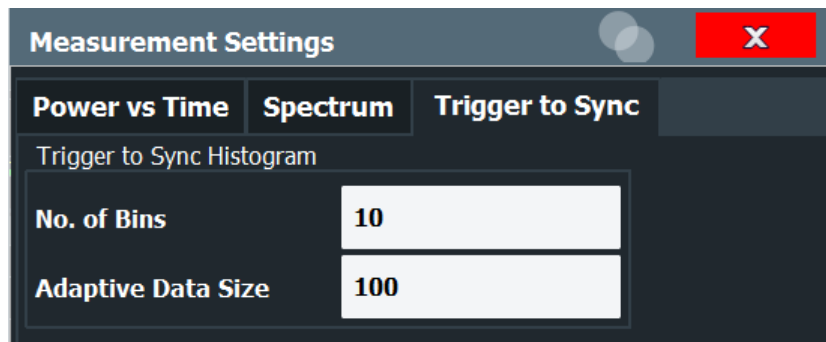 Measurement Settings
X
Power vs Time Spectrum Trigger to Sync
Trigger to Sync Histogram
No. of Bins 10
Adaptive Data Size 100